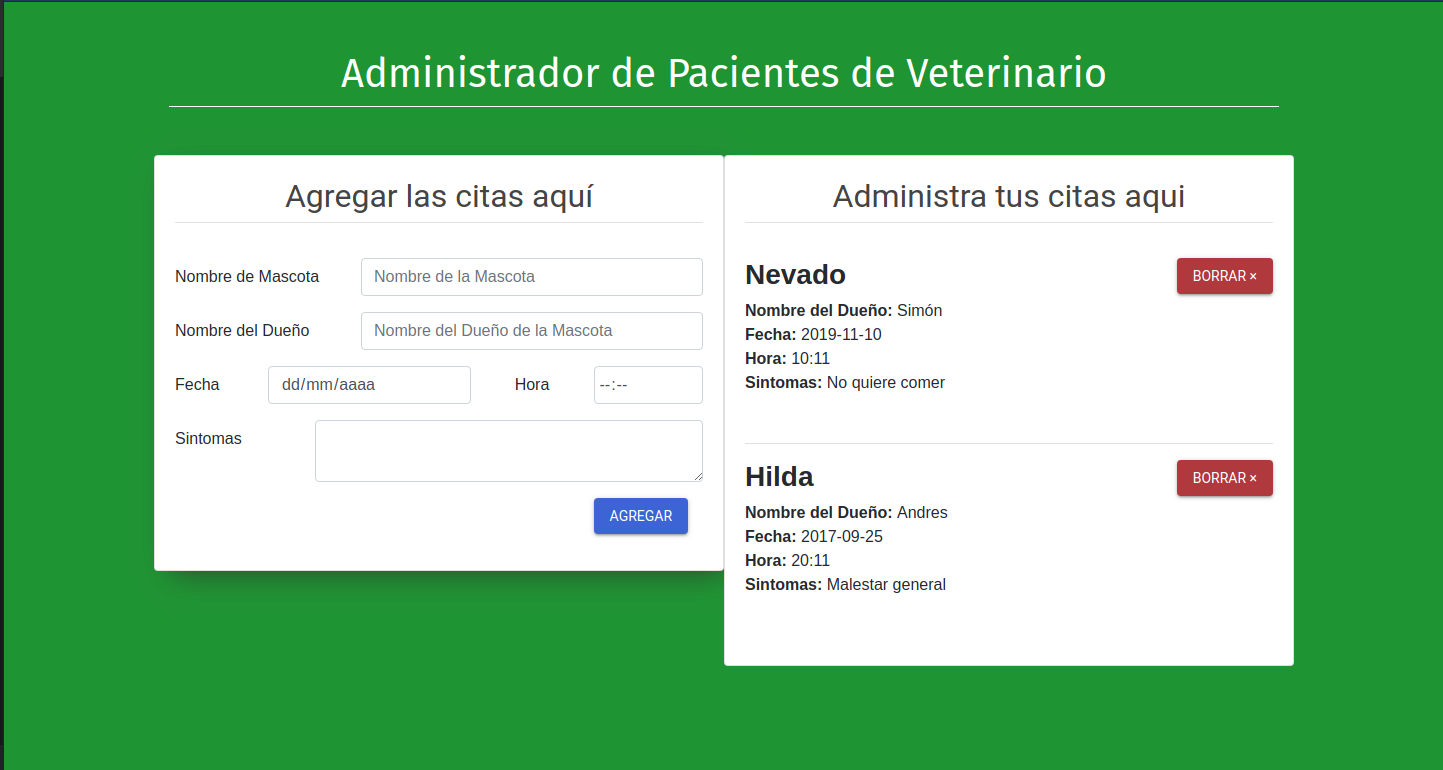 Administrador de Pacientes de Veterinario
Agregar las citas aquí
Nombre de Mascota Nombre de la Mascota
Nombre del Dueño Nombre del Dueño de la Mascota
Fecha dd/mm/aaaa Hora --:--
Sintomas
AGREGAR
Administra tus citas aqui
Nevado BORRAR ×
Nombre del Dueño: Simón
Fecha: 2019-11-10
Hora: 10:11
Sintomas: No quiere comer
Hilda BORRAR ×
Nombre del Dueño: Andres
Fecha: 2017-09-25
Hora: 20:11
Sintomas: Malestar general